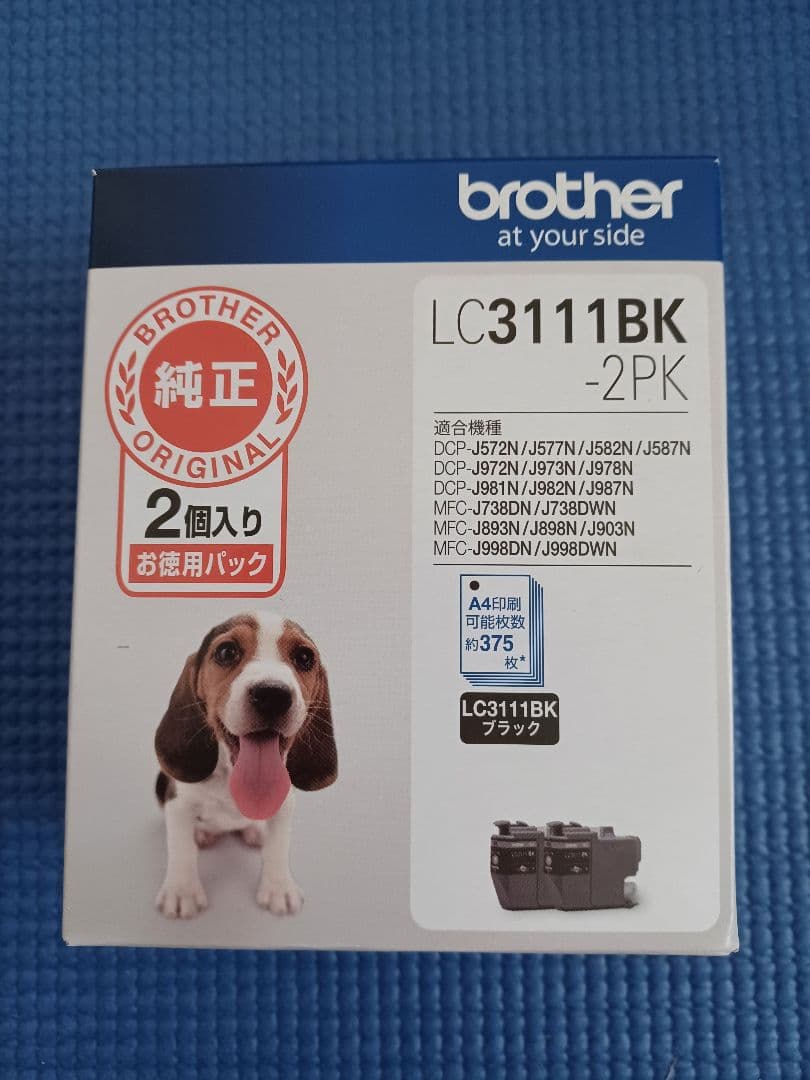 brother
at your side
BROTHER
純正
ORIGINAL
2個入り
お徳用パック
LC3111BK
-2PK
適合機種
DCP-J572N/J577N/J582N/J587N
DCP-J972N/J973N/J978N
DCP-J981N/J982N/J987N
MFC-J738DN/J738DWN
MFC-J893N/J898N/J903N
MFC-J998DN/J998DWN
A4印刷
可能枚数
約375
枚*
LC3111BK
ブラック